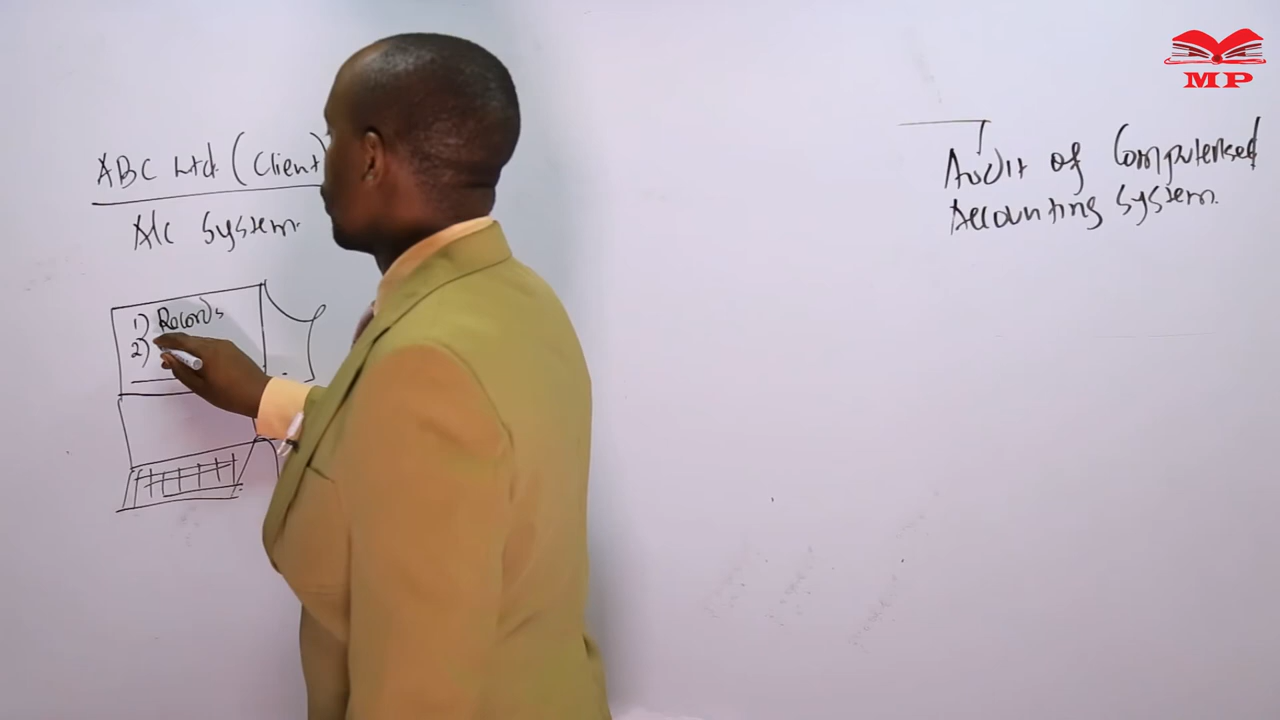 ABC Ltd. (Client)
A/c System.
1) Records
2)
Audit of Computerised
Accounting System.
MP